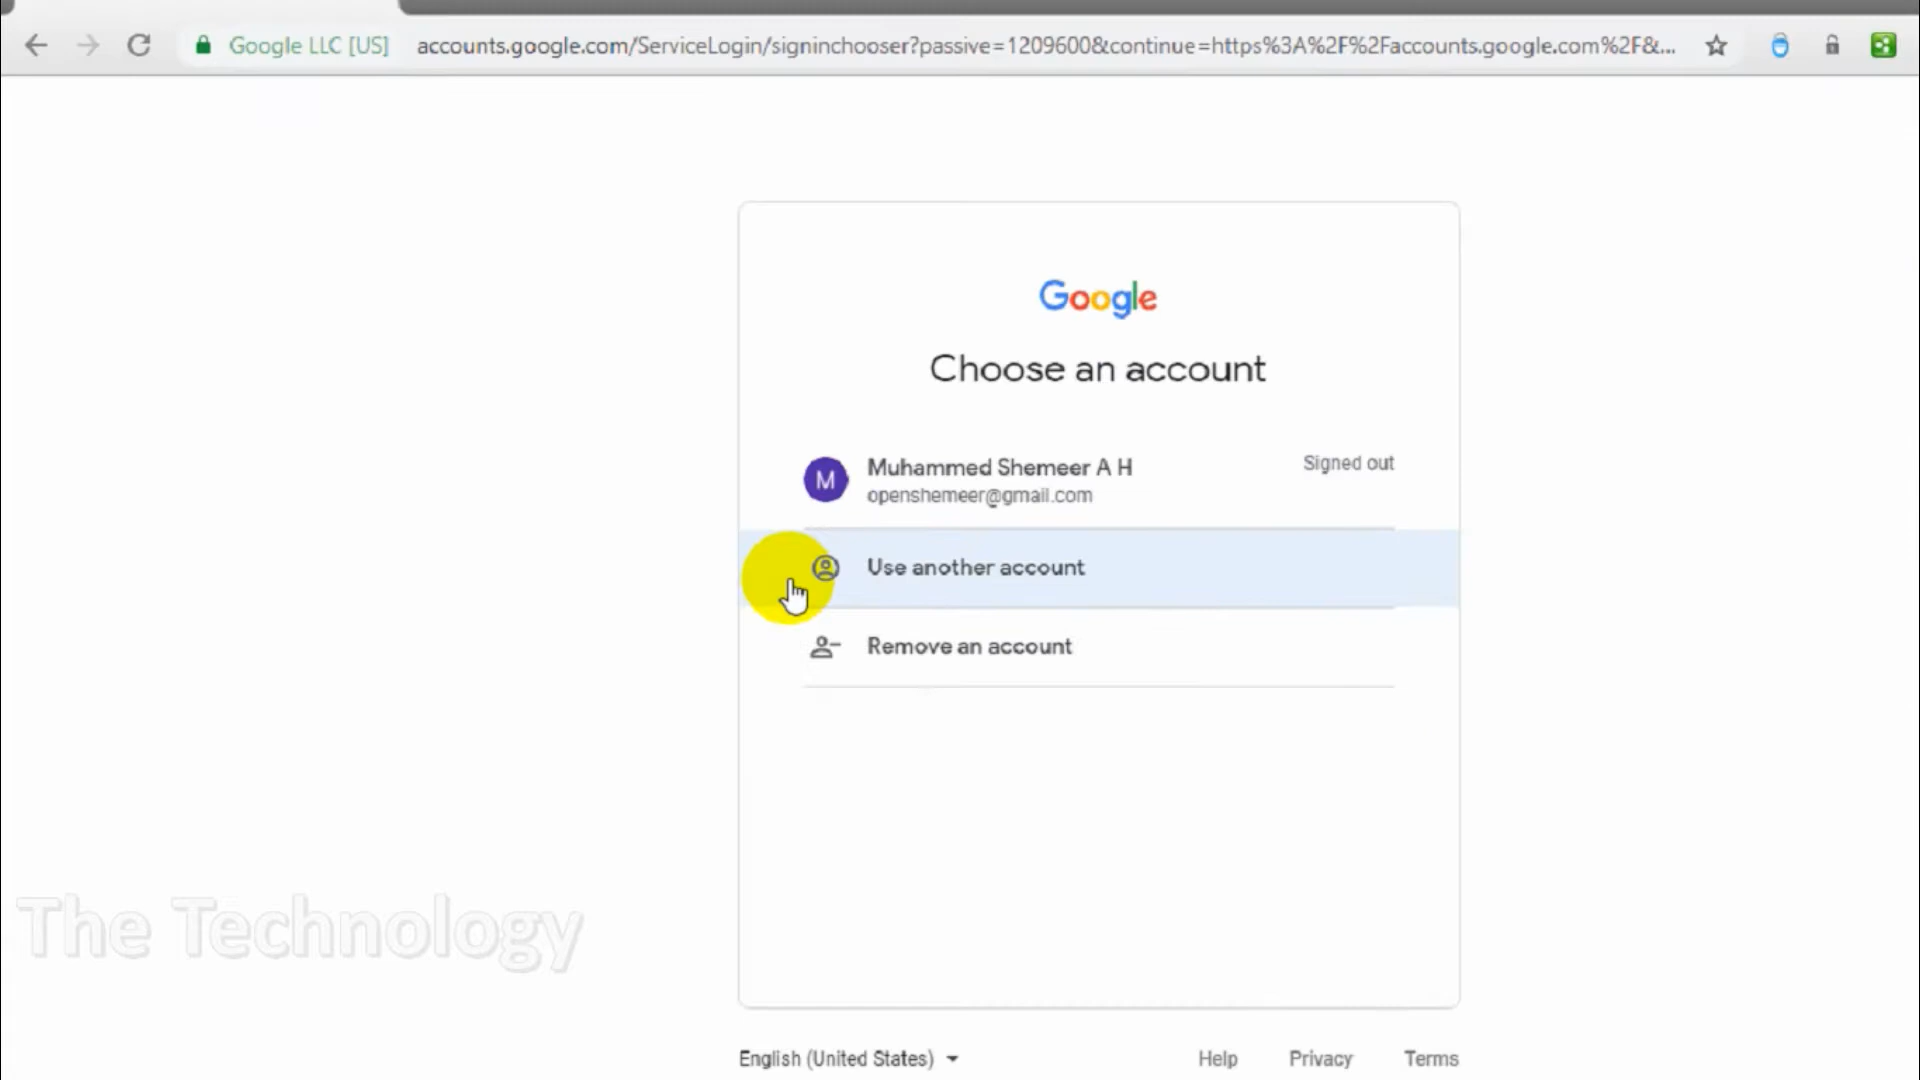 Google LLC [US] accounts.google.com/ServiceLogin/signinchooser?passive=1209600&continue=https%3A%2F%2Faccounts.google.com%2F&...
Google
Choose an account
M
Muhammed Shemeer A H
Signed out
openshemeer@gmail.com
Use another account
Remove an account
The Technology
English (United States)
Help Privacy Terms